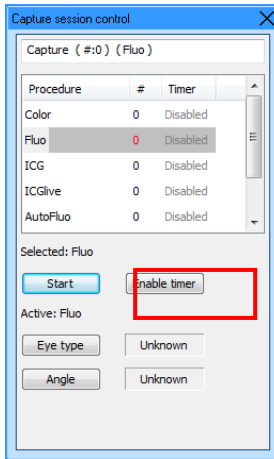 Capture session control
Capture ( #:0 ) ( Fluo )
Procedure # Timer
Color 0 Disabled
Fluo 0 Disabled
ICG 0 Disabled
ICGlive 0 Disabled
AutoFluo 0 Disabled
Selected: Fluo
Start Enable timer
Active: Fluo
Eye type Unknown
Angle Unknown